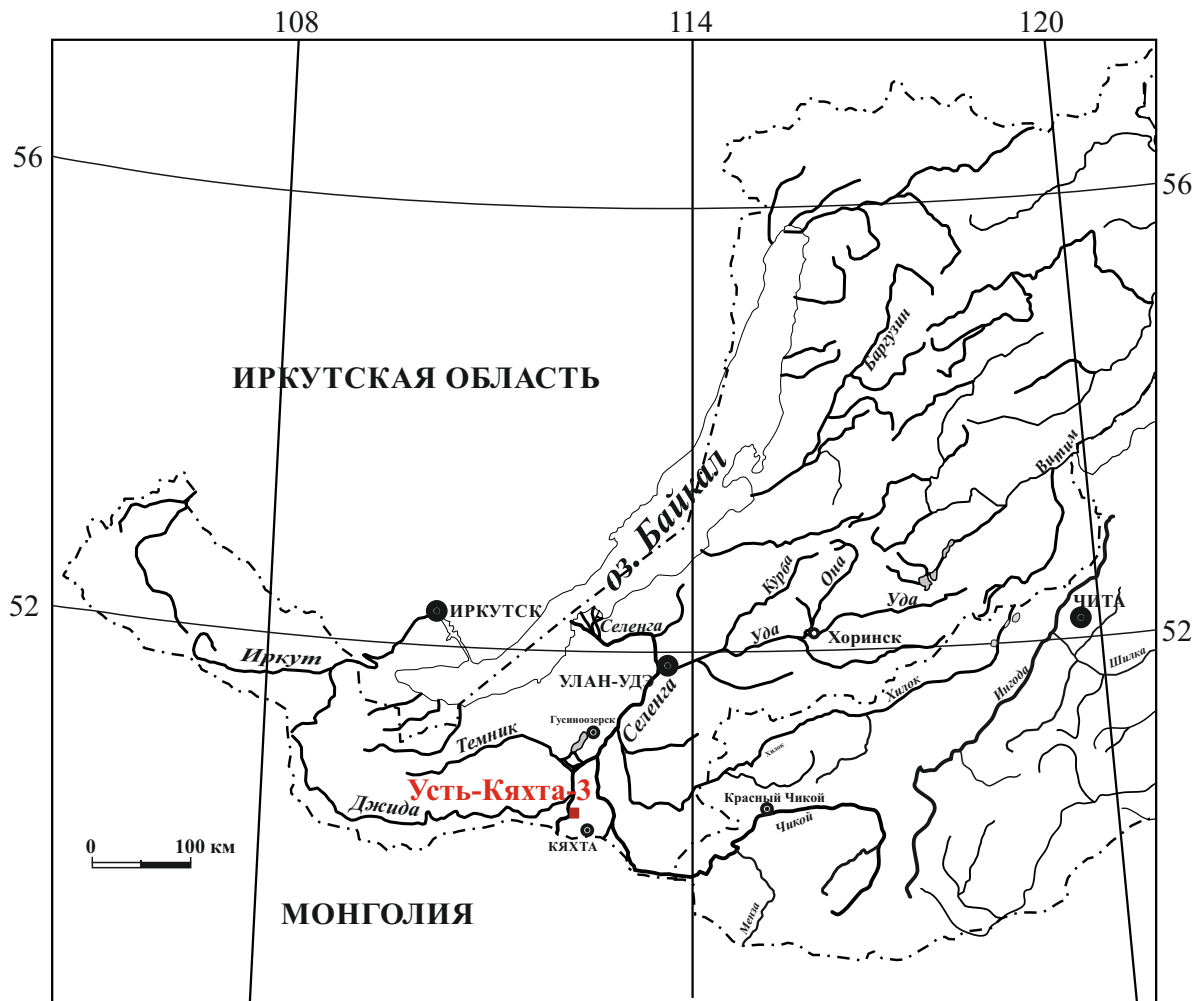 108
114
120
56
56
Баргузин
ИРКУТСКАЯ ОБЛАСТЬ
Витим
оз. Байкал
Курба
Она
52
ИРКУТСК
Уда
ЧИТА
52
Селенга
Уда
Хоринск
Иркут
УЛАН-УДЭ
Шилка
Хилок
Ингода
Селенга
Гусиноозерск
Темник
Хилок
Усть-Кяхта-3
Джида
Красный Чикой
Чикой
КЯХТА
0
100 км
МОНГОЛИЯ
Менза